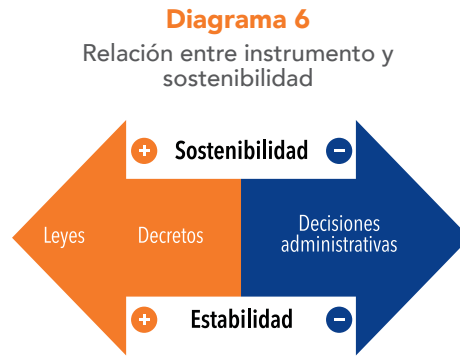 Diagrama 6
Relación entre instrumento y
sostenibilidad
+ Sostenibilidad −
Leyes Decretos Decisiones
administrativas
+ Estabilidad −